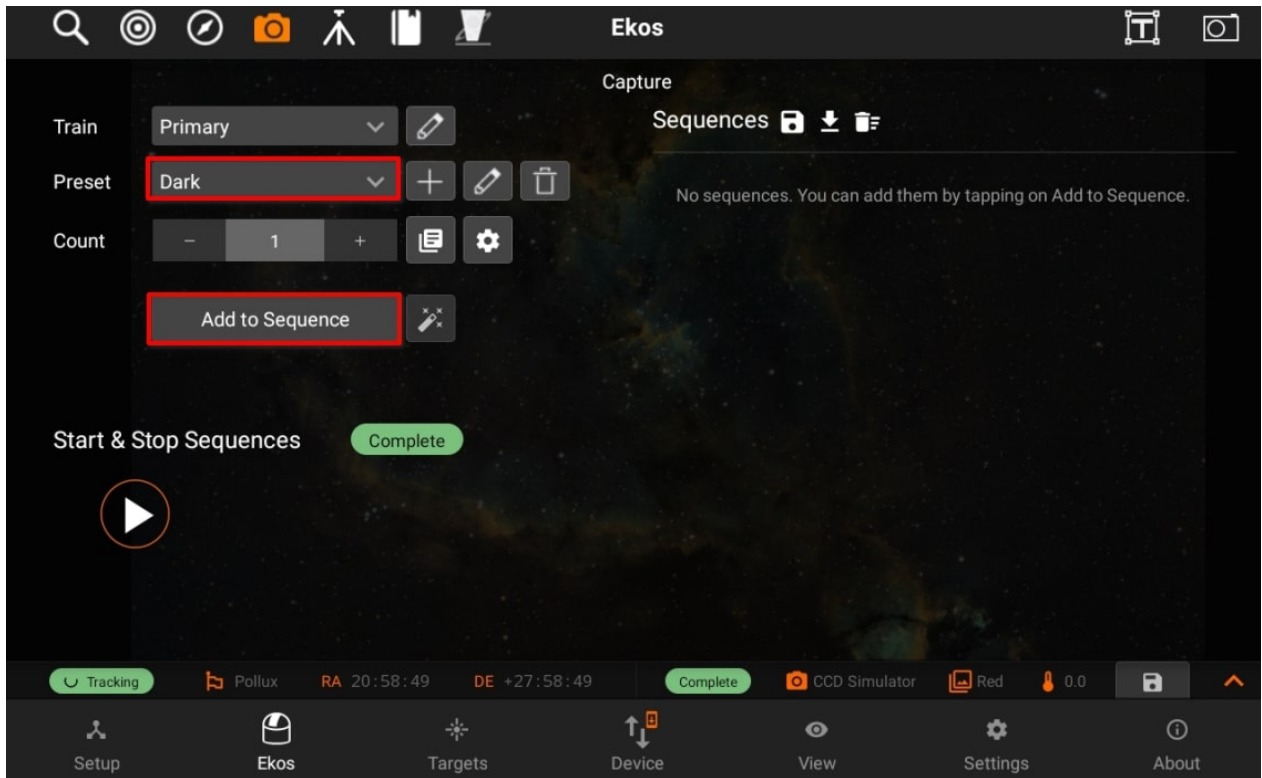 Ekos
Capture
Train Primary
Sequences
Preset Dark
No sequences. You can add them by tapping on Add to Sequence.
Count - 1 +
Add to Sequence
Start & Stop Sequences Complete
Tracking Pollux RA 20:58:49 DE +27:58:49 Complete CCD Simulator Red 0.0
Setup Ekos Targets Device View Settings About